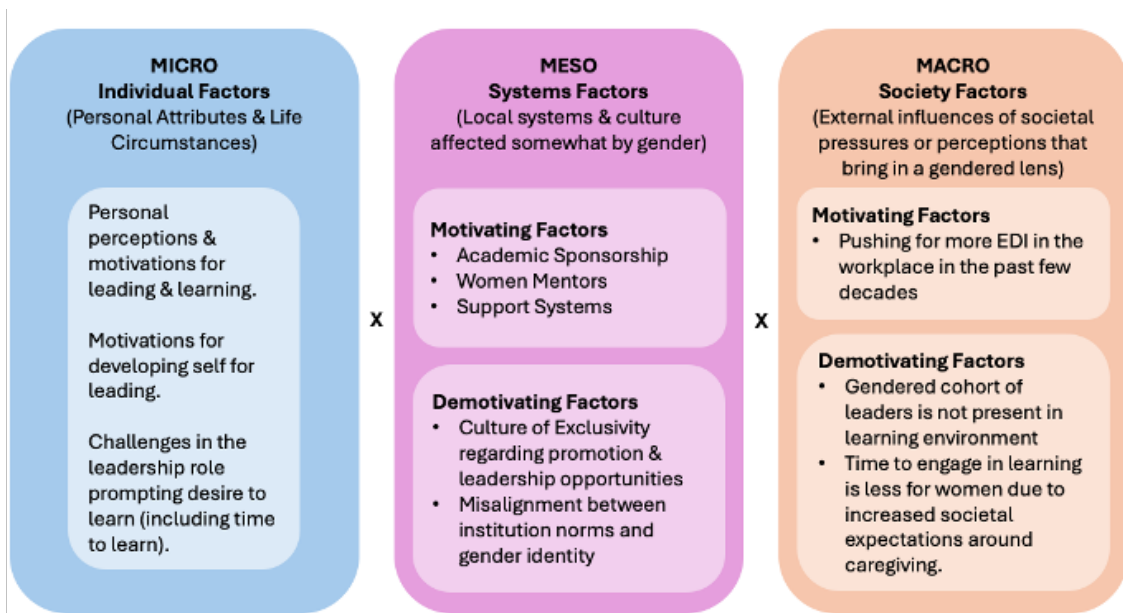 MICRO
Individual Factors
(Personal Attributes & Life
Circumstances)
Personal
perceptions &
motivations for
leading & learning.
Motivations for
developing self for
leading.
Challenges in the
leadership role
prompting desire to
learn (including time
to learn).
X
MESO
Systems Factors
(Local systems & culture
affected somewhat by gender)
Motivating Factors
• Academic Sponsorship
• Women Mentors
• Support Systems
Demotivating Factors
• Culture of Exclusivity
regarding promotion &
leadership opportunities
• Misalignment between
institution norms and
gender identity
X
MACRO
Society Factors
(External influences of societal
pressures or perceptions that
bring in a gendered lens)
Motivating Factors
• Pushing for more EDI in the
workplace in the past few
decades
Demotivating Factors
• Gendered cohort of
leaders is not present in
learning environment
• Time to engage in learning
is less for women due to
increased societal
expectations around
caregiving.